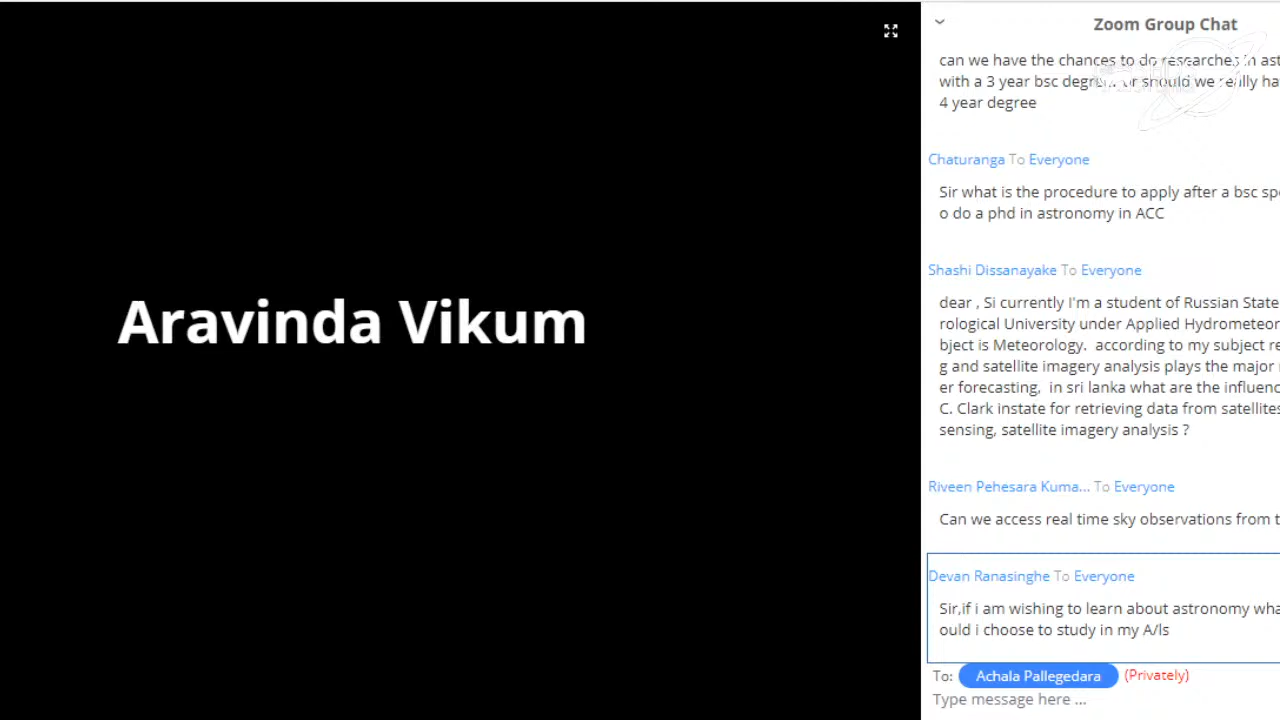 Aravinda Vikum
Zoom Group Chat
can we have the chances to do researches in ast
with a 3 year bsc or should we really ha
4 year degree
Chaturanga To Everyone
Sir what is the procedure to apply after a bsc spe
o do a phd in astronomy in ACC
Shashi Dissanayake To Everyone
dear , Si currently I'm a student of Russian State
rological University under Applied Hydrometeor
bject is Meteorology. according to my subject re
g and satellite imagery analysis plays the major
er forecasting, in sri lanka what are the influenc
C. Clark instate for retrieving data from satellites
sensing, satellite imagery analysis ?
Riveen Pehesara Kuma... To Everyone
Can we access real time sky observations from t
Devan Ranasinghe To Everyone
Sir,if i am wishing to learn about astronomy wha
ould i choose to study in my A/ls
To: Achala Pallegedara (Privately)
Type message here ...